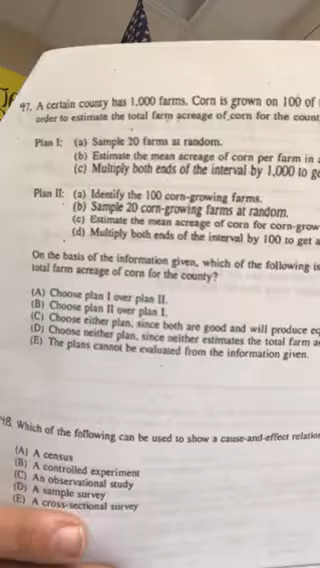 47. A certain county has 1,000 farms. Corn is grown on 100 of
order to estimate the total farm acreage of corn for the count
Plan I: (a) Sample 20 farms at random.
(b) Estimate the mean acreage of corn per farm in
(c) Multiply both ends of the interval by 1,000 to ge
Plan II: (a) Identify the 100 corn-growing farms.
(b) Sample 20 corn-growing farms at random.
(c) Estimate the mean acreage of corn for corn-grow
(d) Multiply both ends of the interval by 100 to get a
On the basis of the information given, which of the following is
total farm acreage of corn for the county?
(A) Choose plan I over plan II.
(B) Choose plan II over plan I.
(C) Choose either plan, since both are good and will produce eq
(D) Choose neither plan, since neither estimates the total farm a
(E) The plans cannot be evaluated from the information given.
48. Which of the following can be used to show a cause-and-effect relation
(A) A census
(B) A controlled experiment
(C) An observational study
(D) A sample survey
(E) A cross-sectional survey